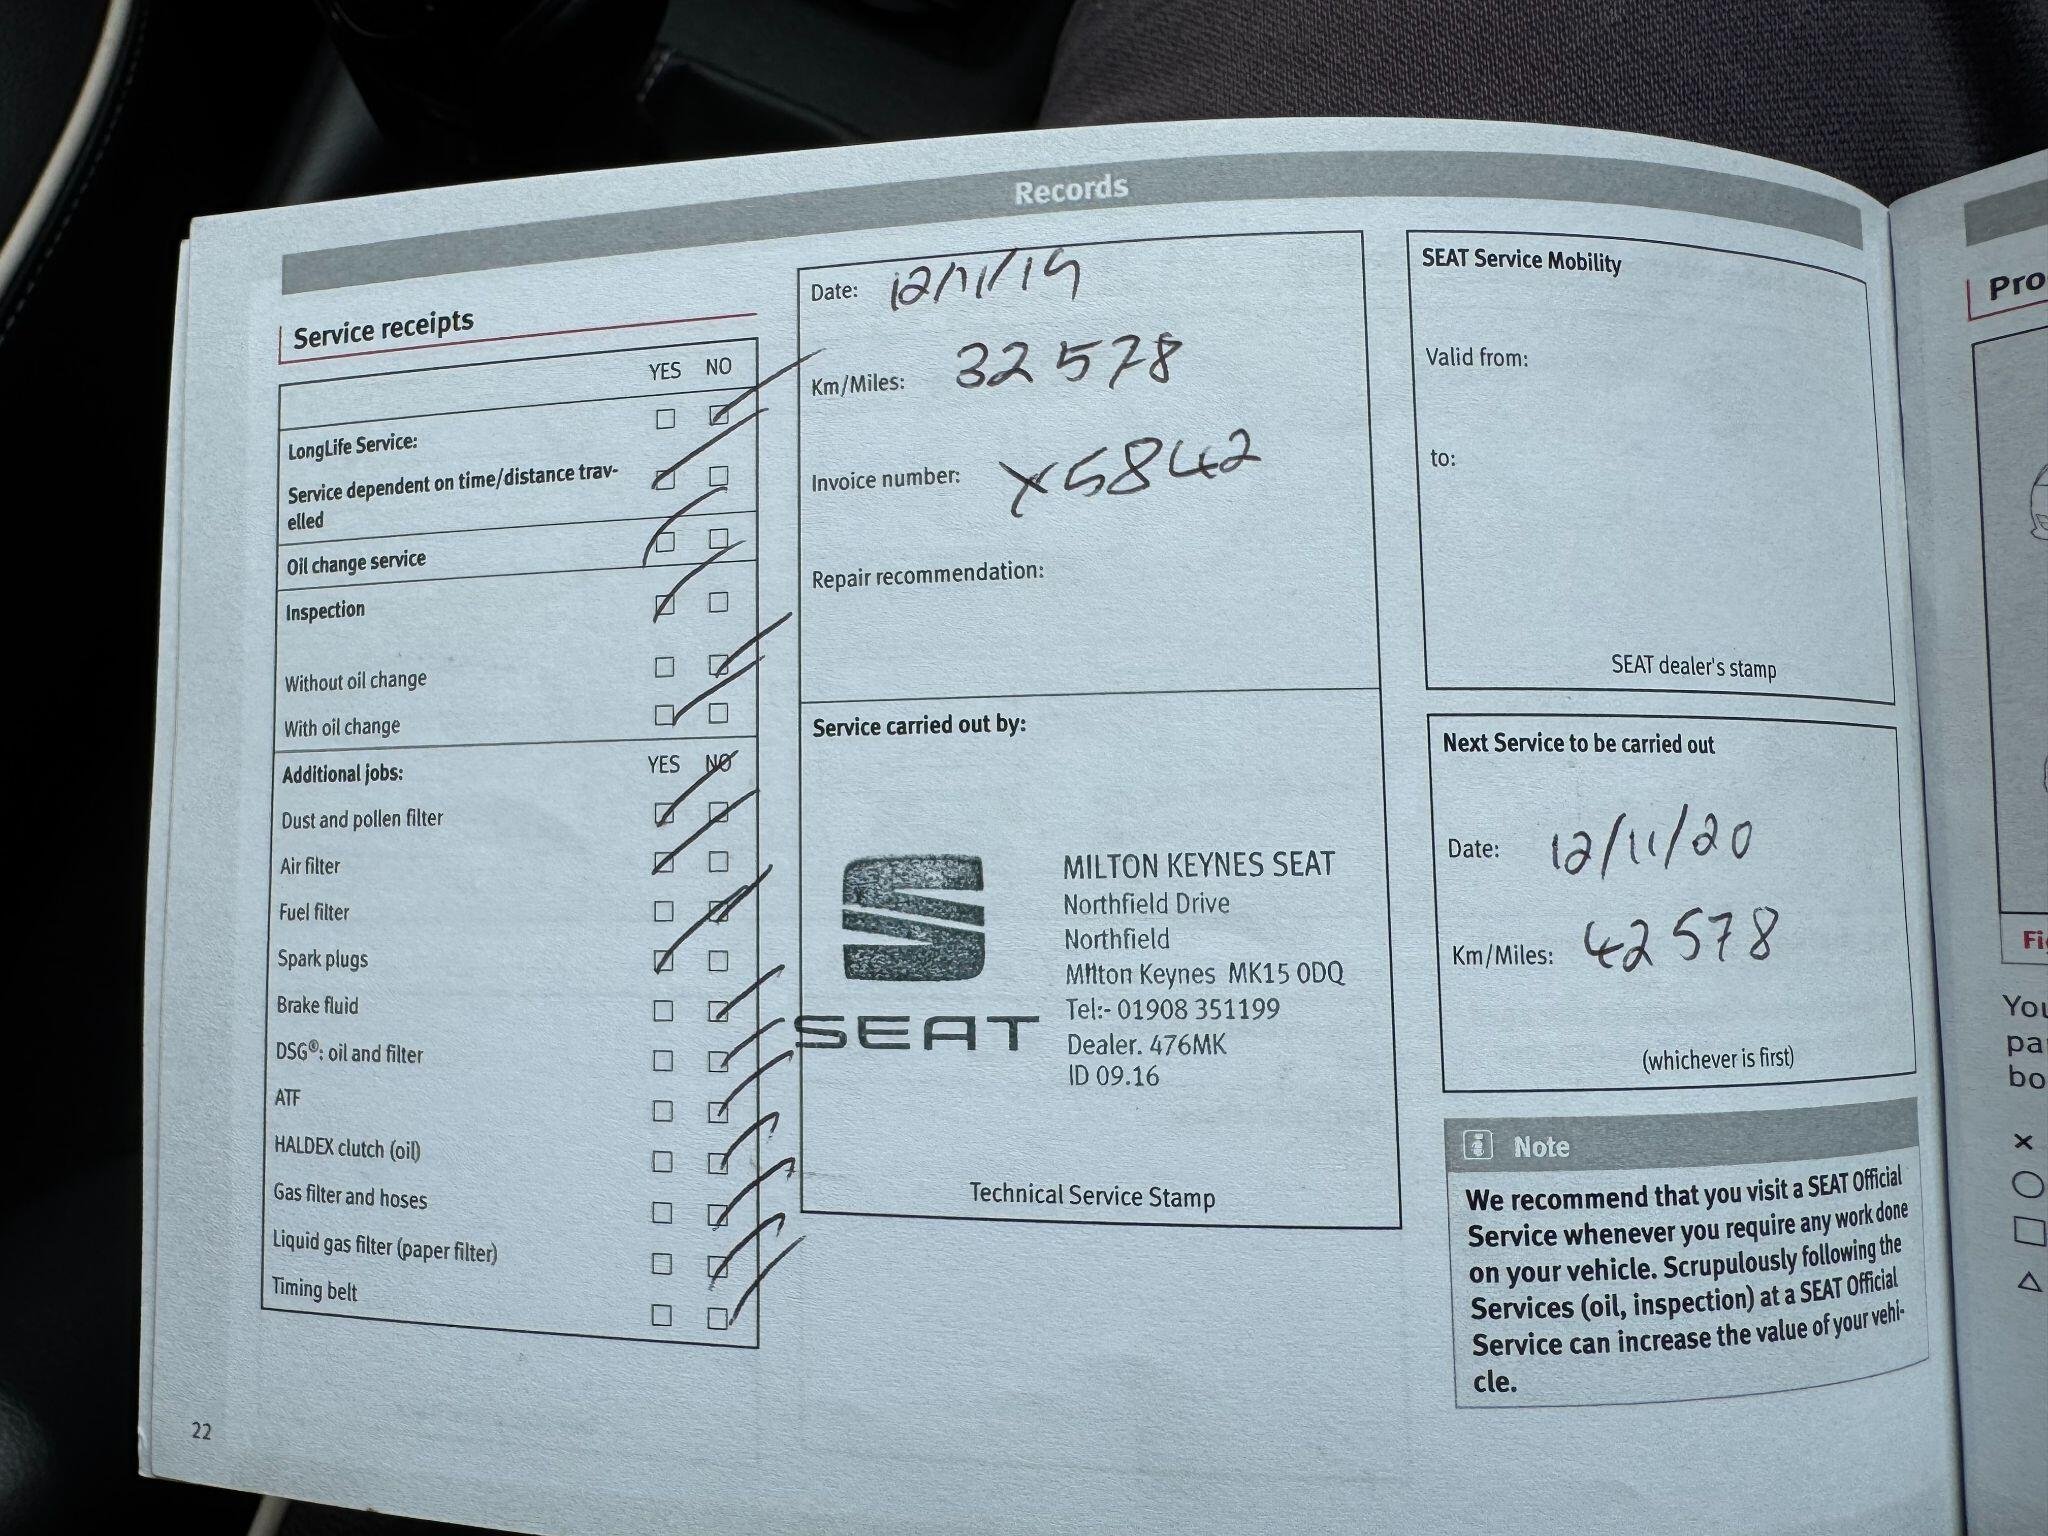 Records
Service receipts
YES NO
LongLife Service:
Service dependent on time/distance trav-
elled
Oil change service
Inspection
Without oil change
With oil change
Additional jobs: YES NO
Dust and pollen filter
Air filter
Fuel filter
Spark plugs
Brake fluid
DSG®: oil and filter
ATF
HALDEX clutch (oil)
Gas filter and hoses
Liquid gas filter (paper filter)
Timing belt
22
Date: 12/11/19
Km/Miles: 32578
Invoice number: X5842
Repair recommendation:
Service carried out by:
SEAT
MILTON KEYNES SEAT
Northfield Drive
Northfield
Milton Keynes MK15 0DQ
Tel:- 01908 351199
Dealer. 476MK
ID 09.16
Technical Service Stamp
SEAT Service Mobility
Valid from:
to:
SEAT dealer's stamp
Next Service to be carried out
Date: 12/11/20
Km/Miles: 42578
(whichever is first)
Note
We recommend that you visit a SEAT Official
Service whenever you require any work done
on your vehicle. Scrupulously following the
Services (oil, inspection) at a SEAT Official
Service can increase the value of your vehi-
cle.